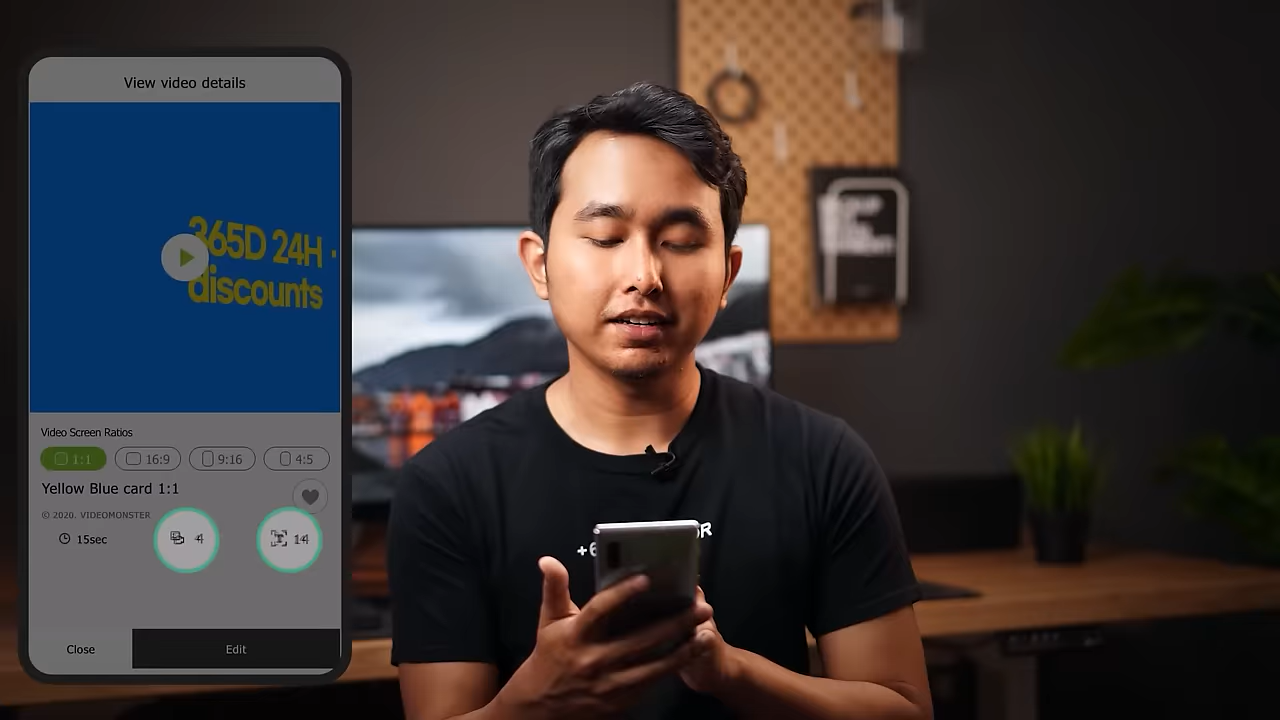 View video details
365D 24H ·
discounts
Video Screen Ratios
1:1
16:9
9:16
4:5
Yellow Blue card 1:1
© 2020. VIDEOMONSTER
15sec
4
14
Close
Edit
+6
R